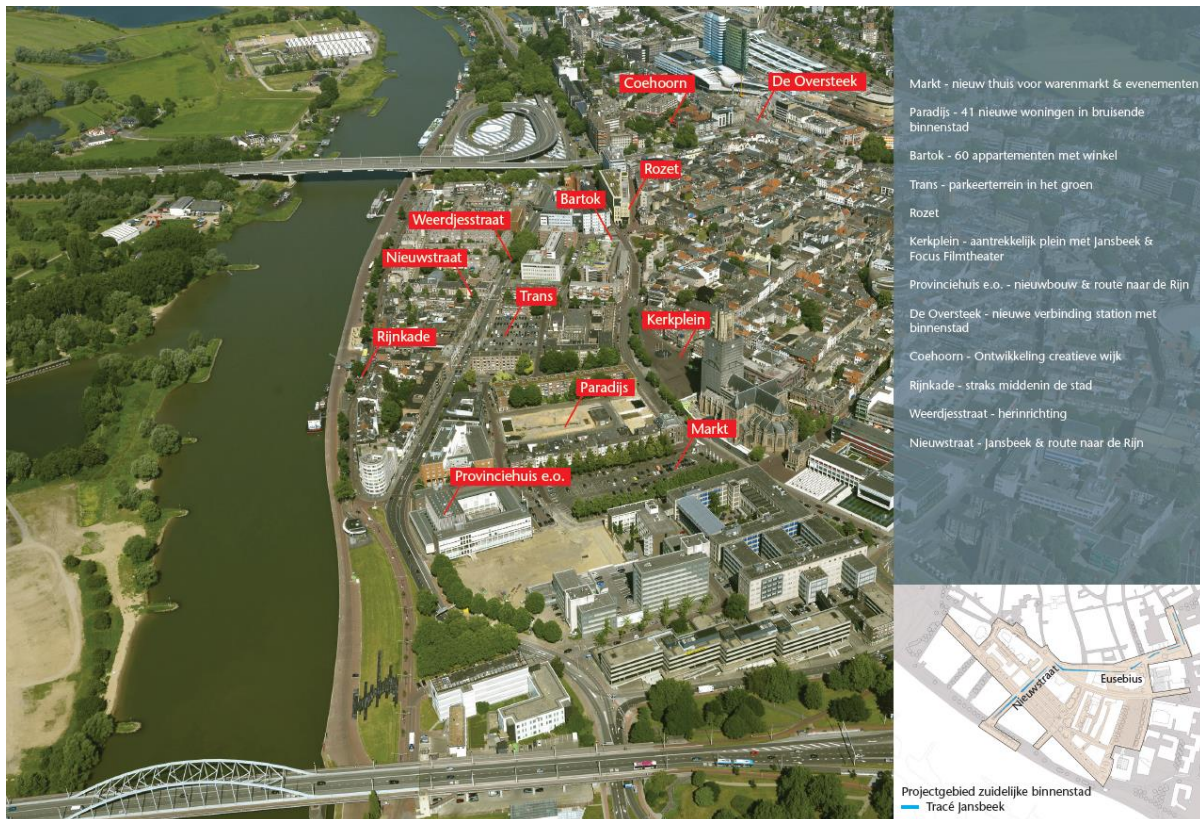 Coehoorn
De Oversteek
Rozet
Bartok
Weerdjesstraat
Nieuwstraat
Trans
Kerkplein
Rijnkade
Paradijs
Markt
Provinciehuis e.o.
Markt - nieuw thuis voor warenmarkt & evenementen
Paradijs - 41 nieuwe woningen in bruisende
binnenstad
Bartok - 60 appartementen met winkel
Trans - parkeerterrein in het groen
Rozet
Kerkplein - aantrekkelijk plein met Jansbeek &
Focus Filmtheater
Provinciehuis e.o. - nieuwbouw & route naar de Rijn
De Oversteek - nieuwe verbinding station met
binnenstad
Coehoorn - Ontwikkeling creatieve wijk
Rijnkade - straks middenin de stad
Weerdjesstraat - herinrichting
Nieuwstraat - Jansbeek & route naar de Rijn
Nieuwstraat
Eusebius
Projectgebied zuidelijke binnenstad
Tracé Jansbeek